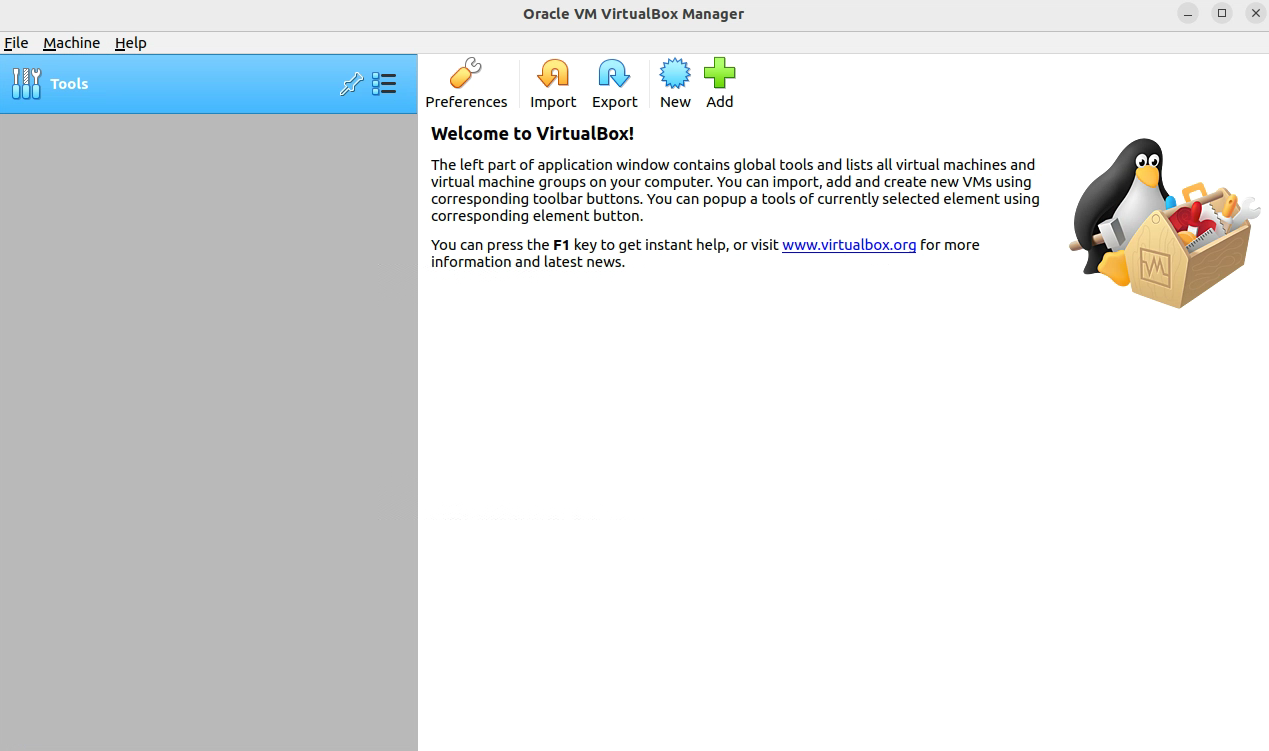 Oracle VM VirtualBox Manager
File Machine Help
Tools
Preferences Import Export New Add
Welcome to VirtualBox!
The left part of application window contains global tools and lists all virtual machines and
virtual machine groups on your computer. You can import, add and create new VMs using
corresponding toolbar buttons. You can popup a tools of currently selected element using
corresponding element button.
You can press the F1 key to get instant help, or visit www.virtualbox.org for more
information and latest news.